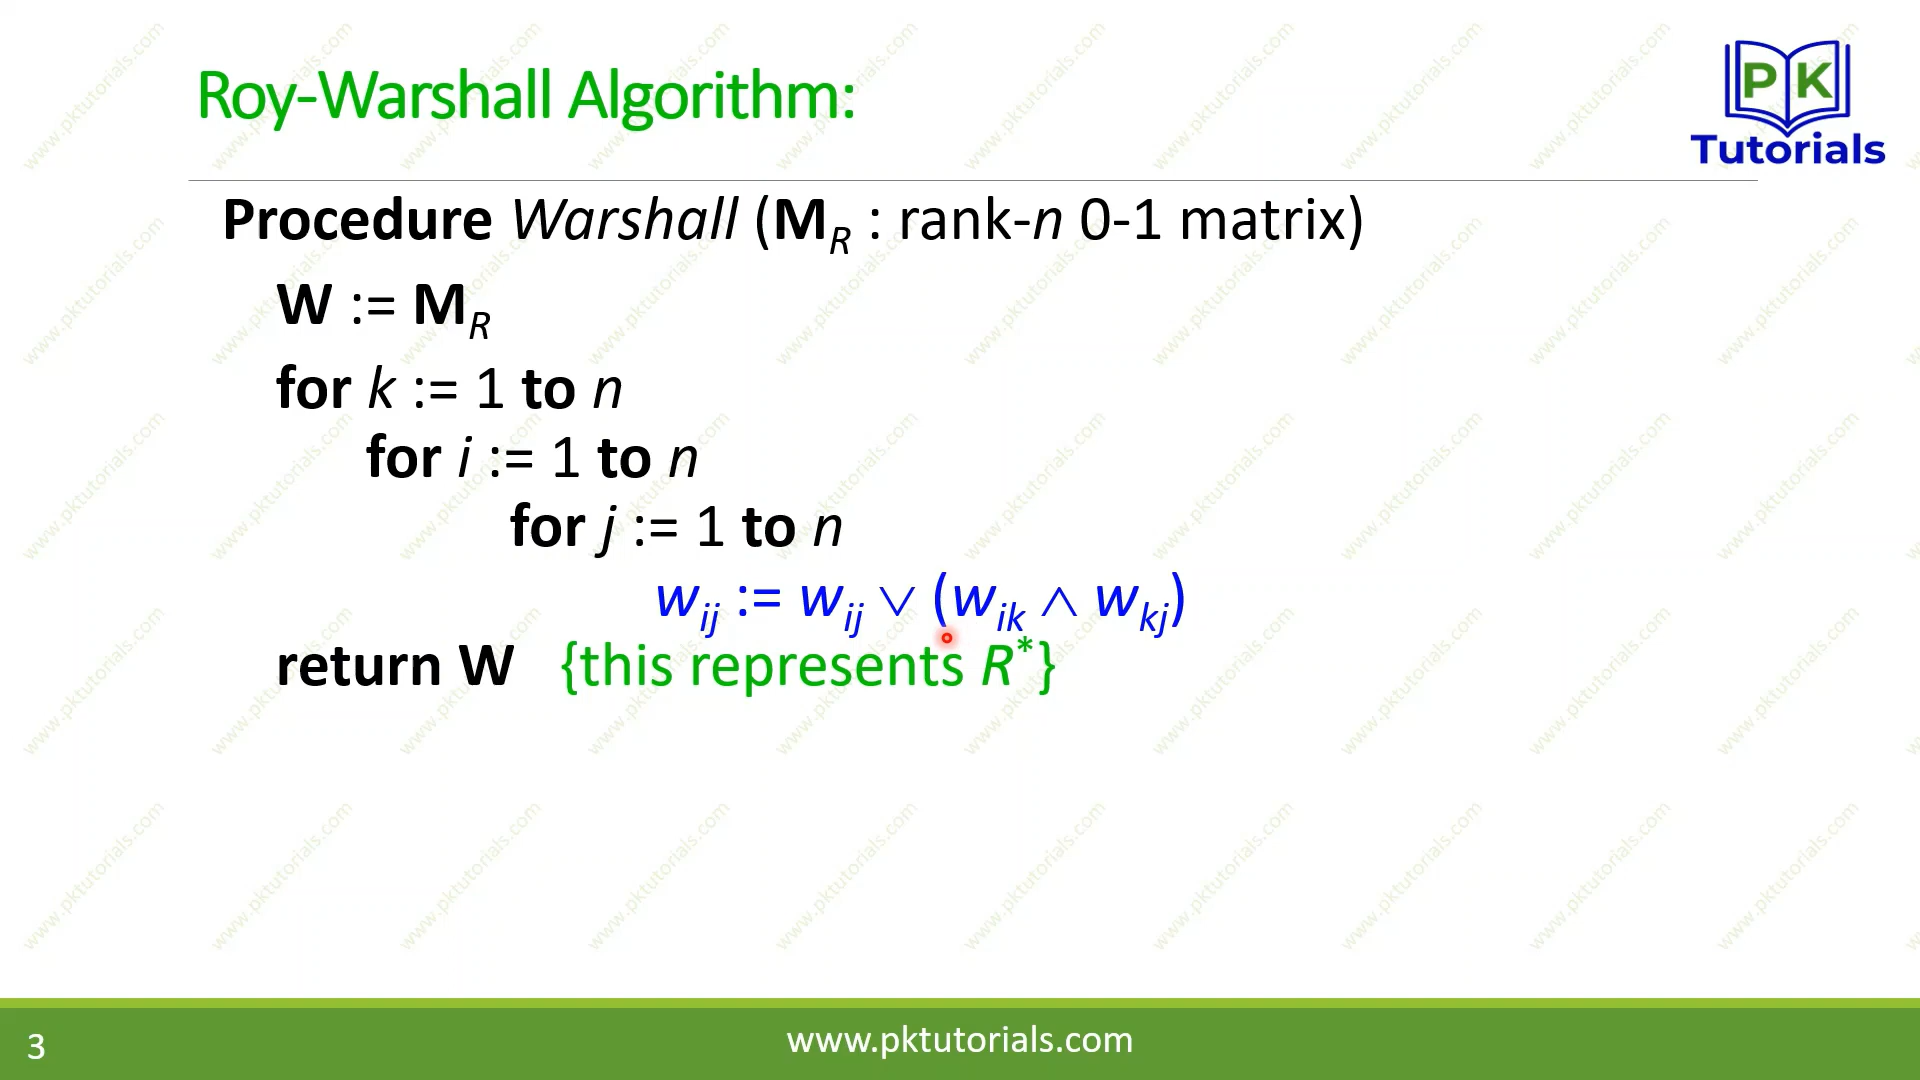 Roy-Warshall Algorithm:
PK
Tutorials
Procedure Warshall (M_R : rank-n 0-1 matrix)
W := M_R
for k := 1 to n
for i := 1 to n
for j := 1 to n
w_ij := w_ij ∨ (w_ik ∧ w_kj)
return W {this represents R*}
3
www.pktutorials.com